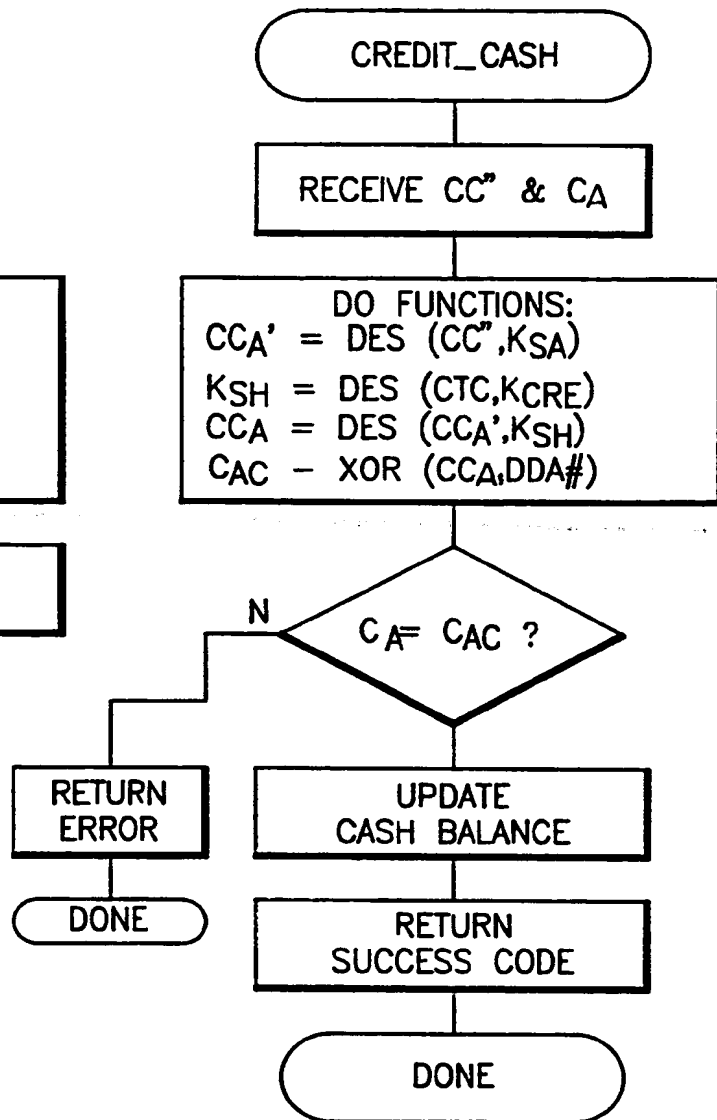 CREDIT_CASH
RECEIVE CC" & CA
DO FUNCTIONS:
CCA' = DES (CC",KSA)
KSH = DES (CTC,KCRE)
CCA = DES (CCA',KSH)
CAC - XOR (CCA,DDA#)
CA= CAC ?
N
RETURN
ERROR
DONE
UPDATE
CASH BALANCE
RETURN
SUCCESS CODE
DONE